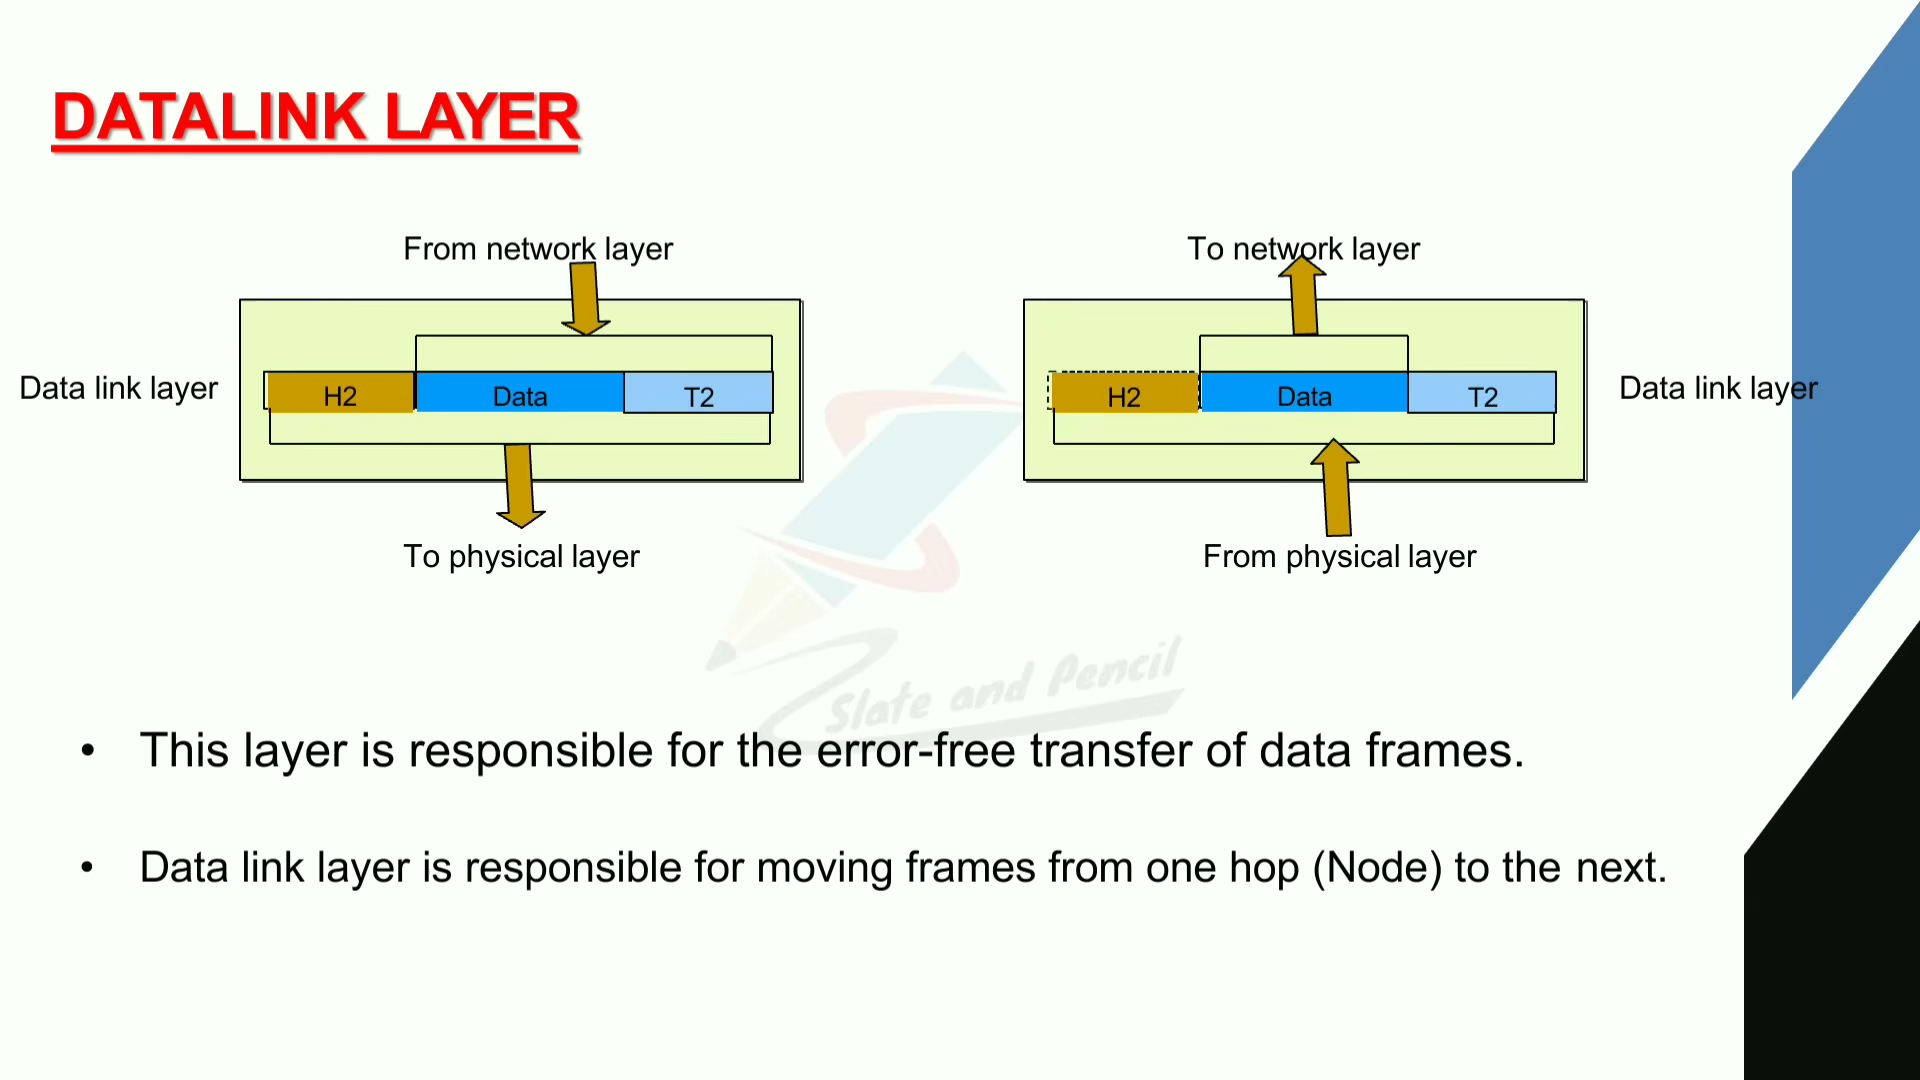 DATALINK LAYER
From network layer
To network layer
Data link layer
H2
Data
T2
H2
Data
T2
Data link layer
To physical layer
From physical layer
Slate and Pencil
• This layer is responsible for the error-free transfer of data frames.
• Data link layer is responsible for moving frames from one hop (Node) to the next.